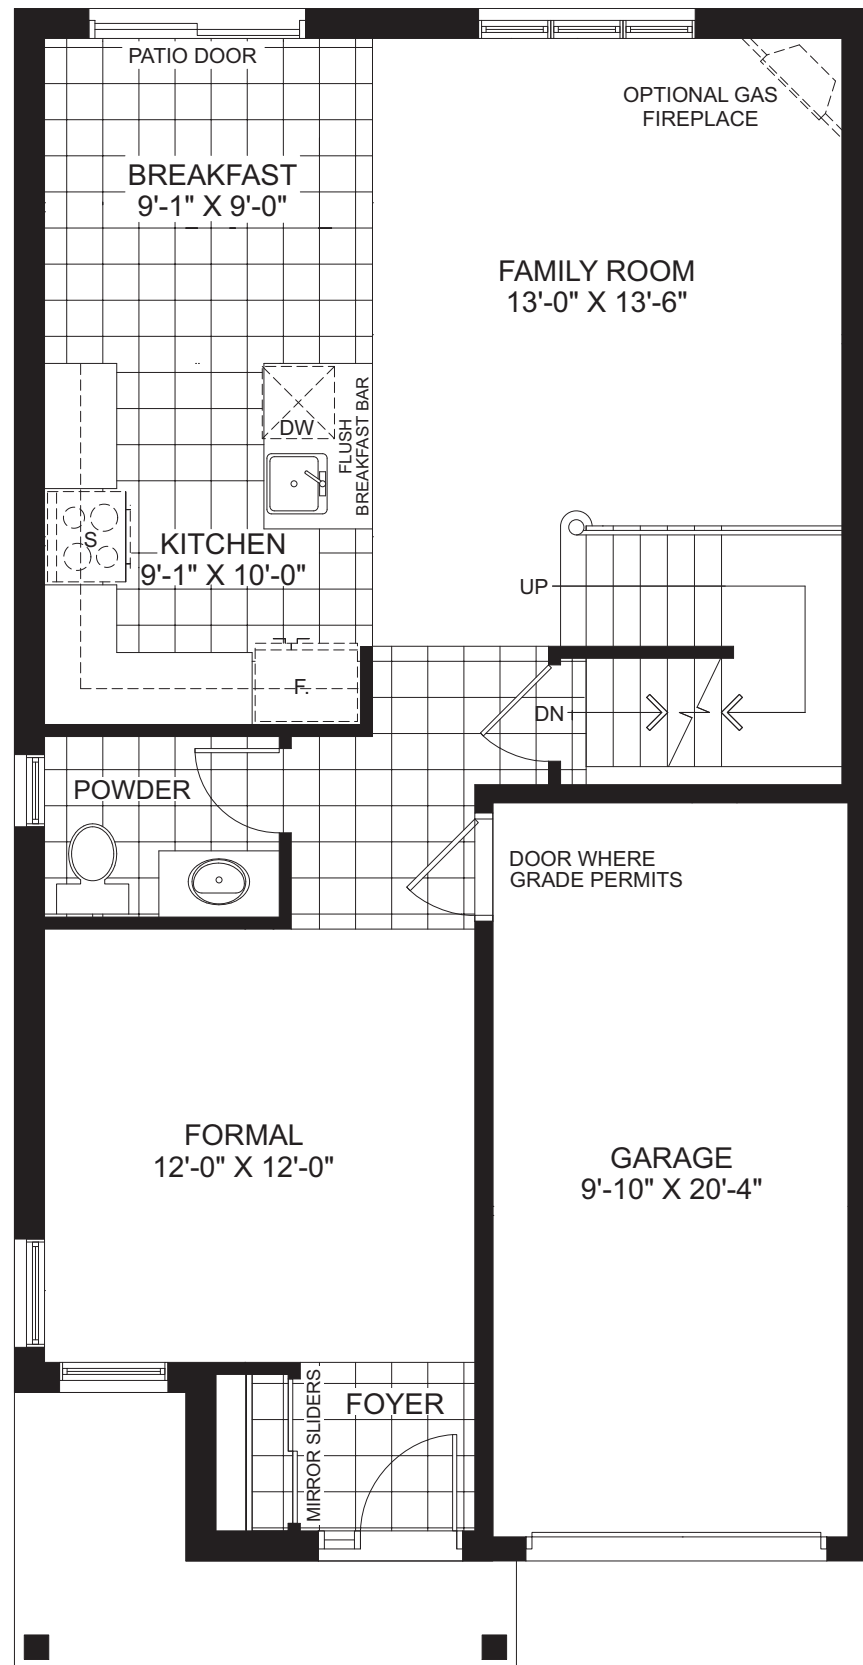 PATIO DOOR
OPTIONAL GAS
FIREPLACE
BREAKFAST
9'-1" X 9'-0"
FAMILY ROOM
13'-0" X 13'-6"
DW
FLUSH
BREAKFAST BAR
S
KITCHEN
9'-1" X 10'-0"
UP
F.
DN
POWDER
DOOR WHERE
GRADE PERMITS
FORMAL
12'-0" X 12'-0"
GARAGE
9'-10" X 20'-4"
MIRROR SLIDERS
FOYER